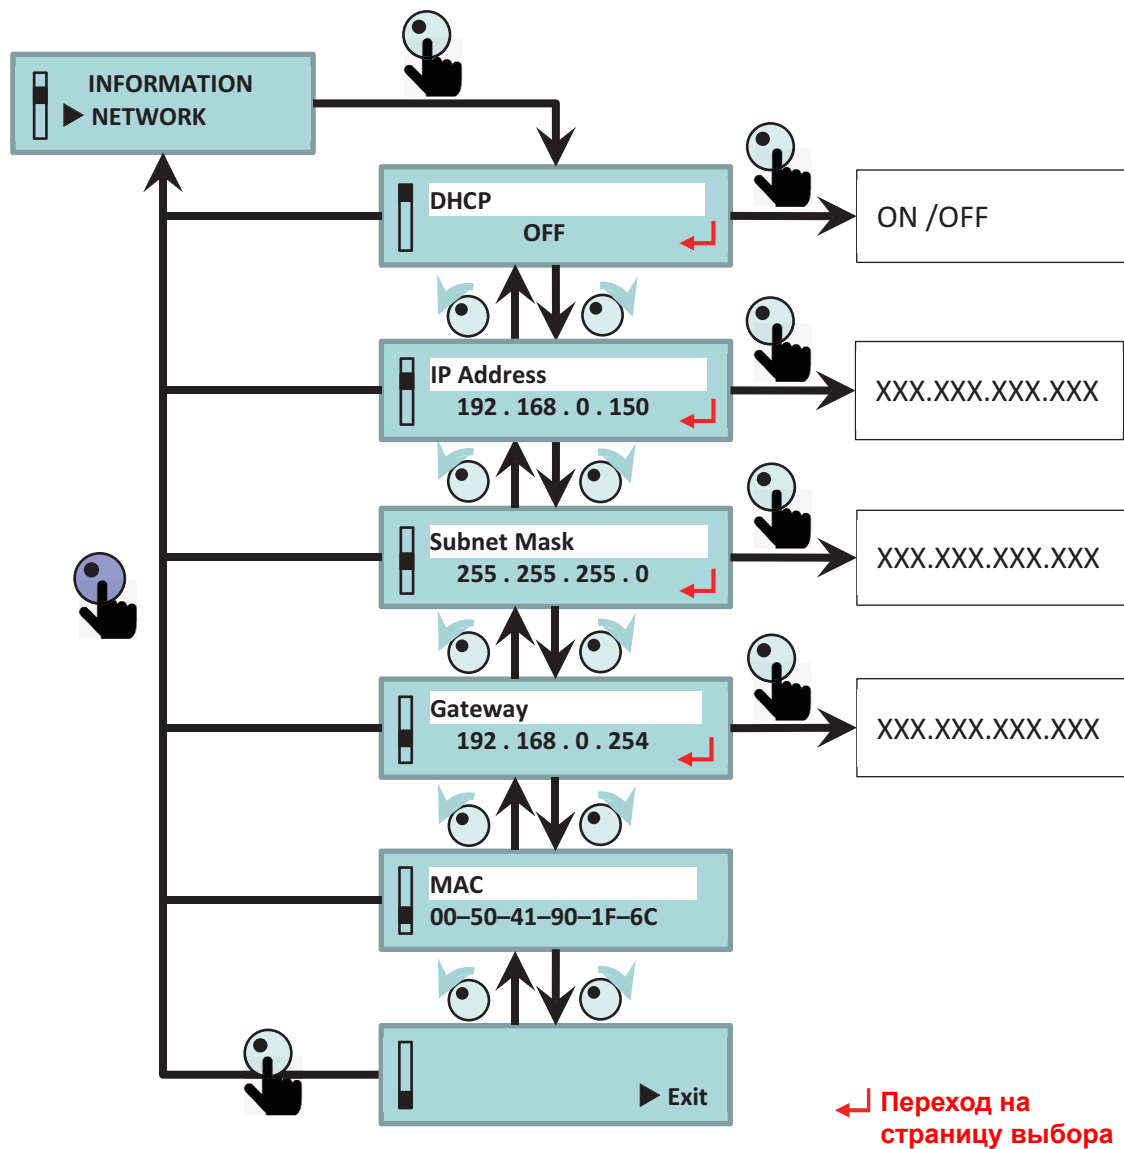 INFORMATION
NETWORK
DHCP
OFF
ON /OFF
IP Address
192 . 168 . 0 . 150
XXX.XXX.XXX.XXX
Subnet Mask
255 . 255 . 255 . 0
XXX.XXX.XXX.XXX
Gateway
192 . 168 . 0 . 254
XXX.XXX.XXX.XXX
MAC
00–50–41–90–1F–6C
Exit
Переход на
страницу выбора